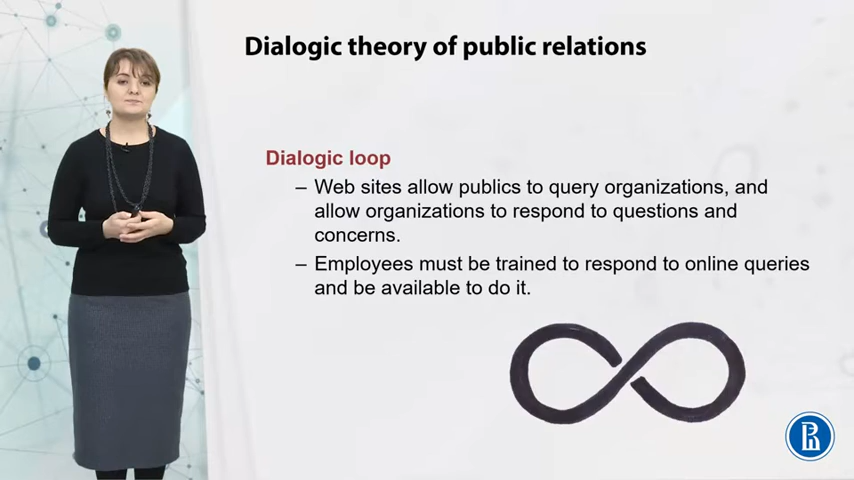 Dialogic theory of public relations
Dialogic loop
– Web sites allow publics to query organizations, and
allow organizations to respond to questions and
concerns.
– Employees must be trained to respond to online queries
and be available to do it.